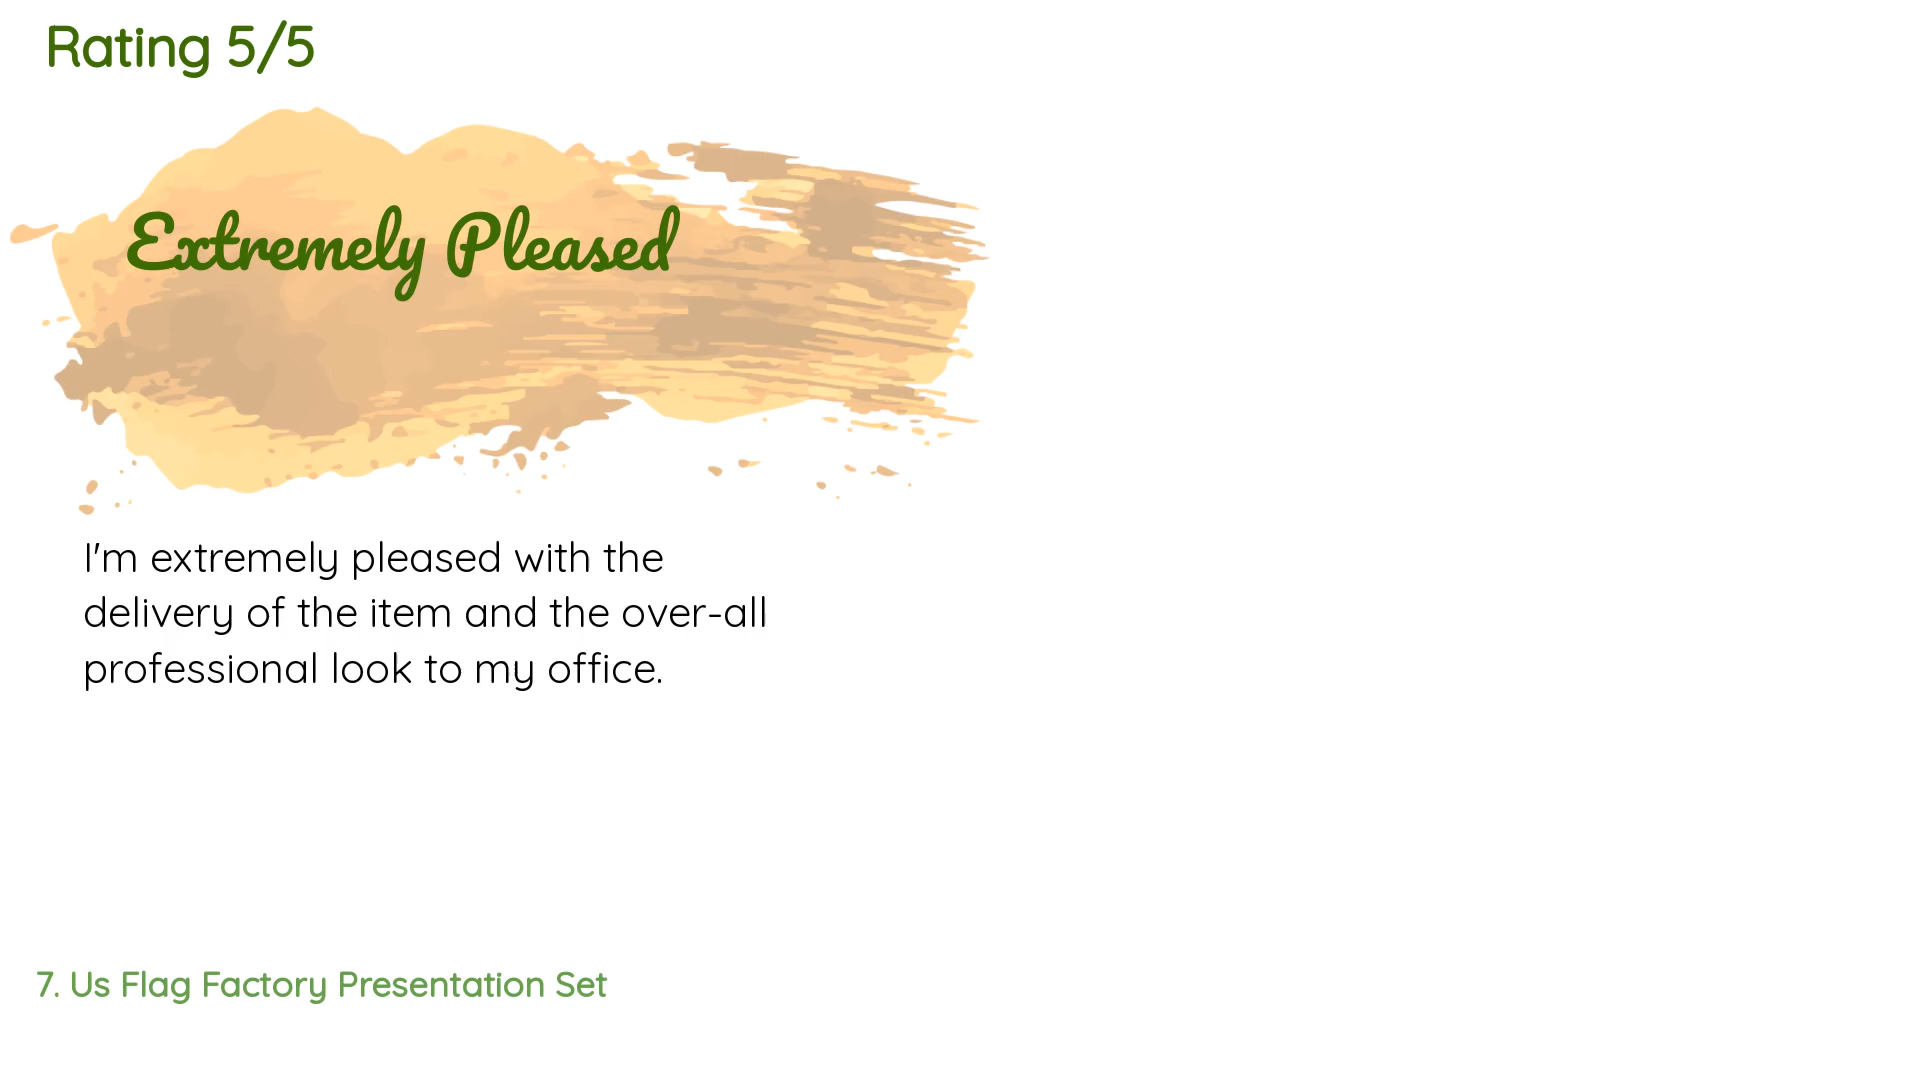 Rating 5/5
Extremely Pleased
I'm extremely pleased with the
delivery of the item and the over-all
professional look to my office.
7. Us Flag Factory Presentation Set